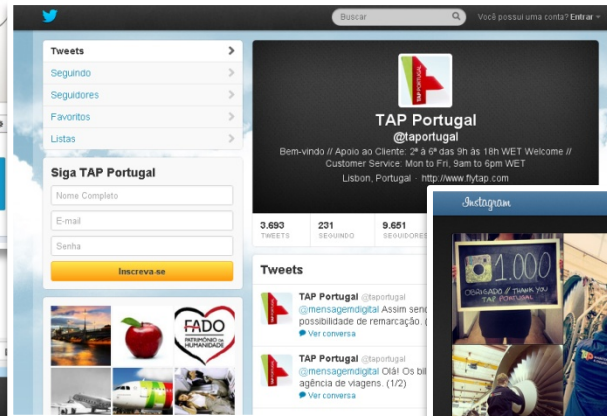 Buscar
Você possui uma conta? Entrar
Tweets
Seguindo
Seguidores
Favoritos
Listas
TAP PORTUGAL
TAP Portugal
@taportugal
Bem-vindo // Apoio ao Cliente: 2ª à 6ª das 9h às 18h WET Welcome //
Customer Service: Mon to Fri, 9am to 6pm WET
Lisbon, Portugal · http://www.flytap.com
Siga TAP Portugal
Nome Completo
E-mail
Senha
Inscreva-se
3.693
TWEETS
231
SEGUINDO
9.651
SEGUIDORES
Tweets
TAP Portugal @taportugal
@mensagemdigital Assim
possibilidade de remarcação. (
Ver conversa
TAP Portugal @taportugal
@mensagemdigital Olá! Os
agência de viagens. (1/2)
Ver conversa
FADO
PATRIMÓNIO DA
HUMANIDADE
Instagram
1.000
OBRIGADO // THANK YOU
TAP PORTUGAL